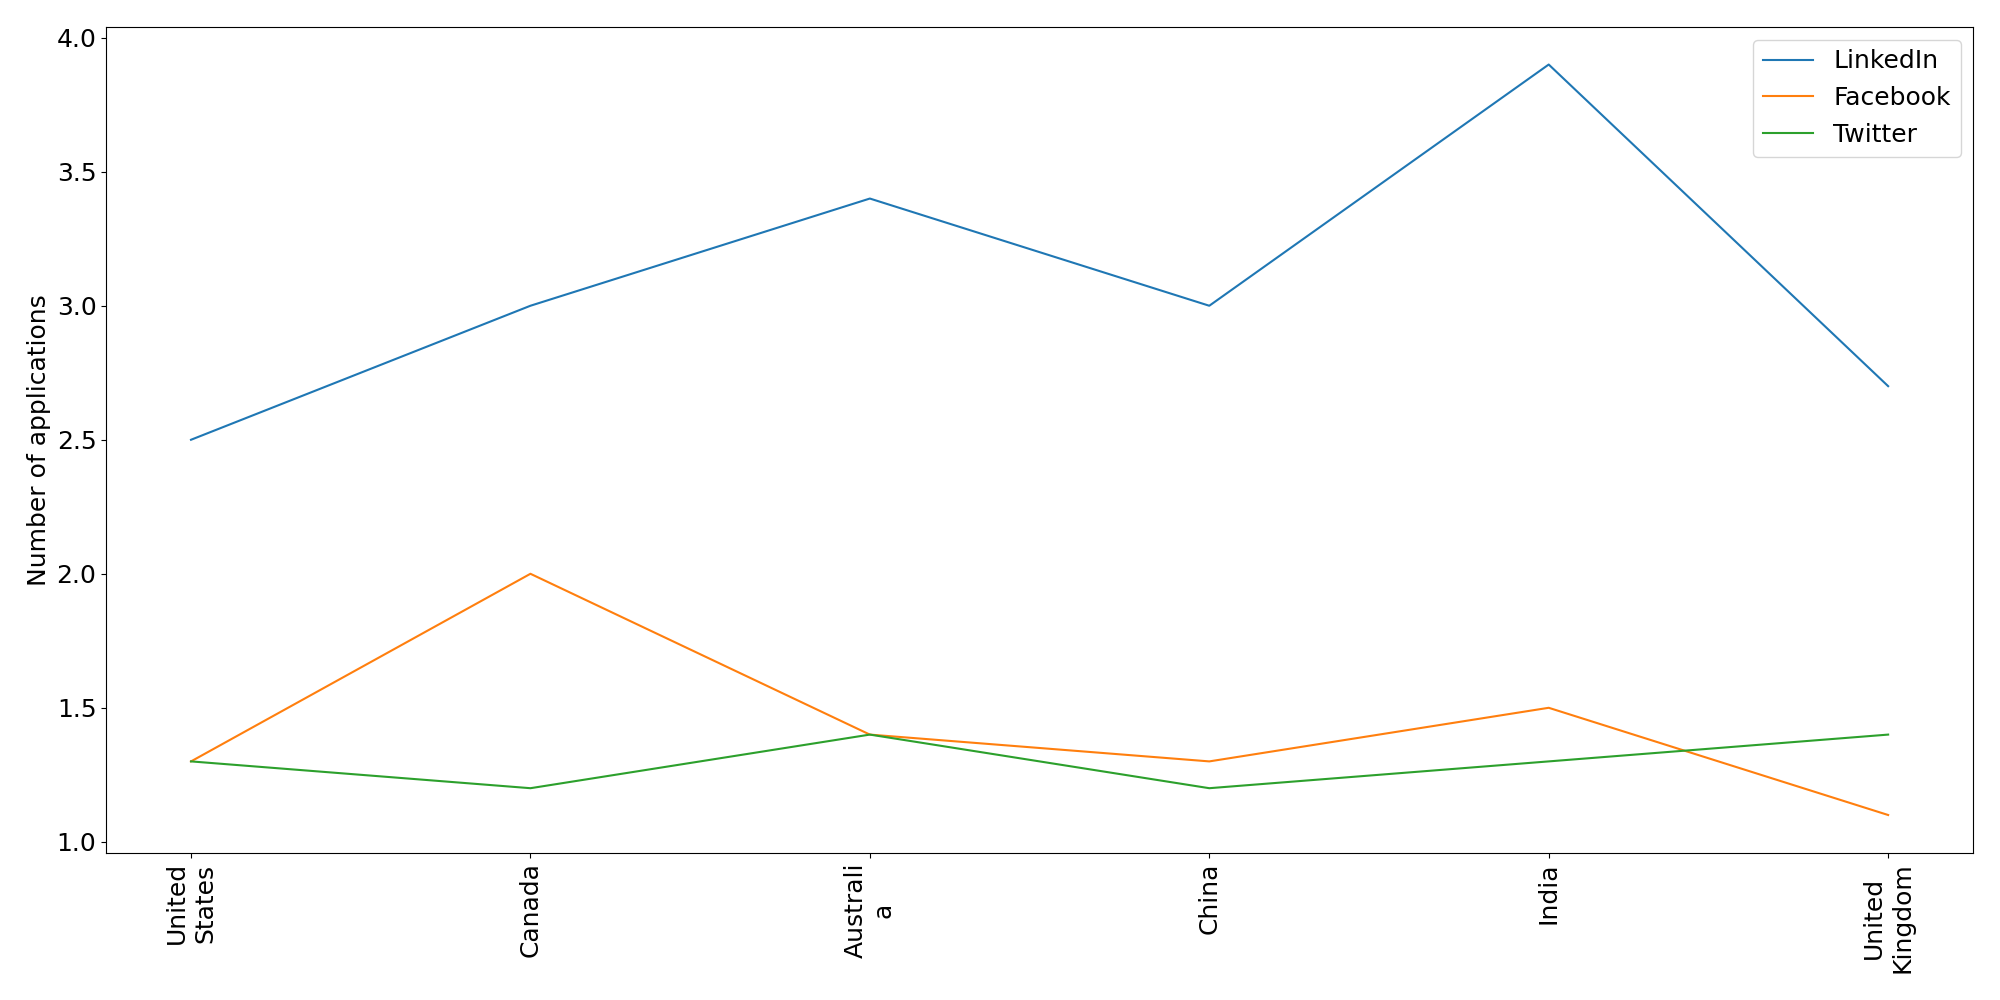 4.0
3.5
3.0
2.5
2.0
1.5
1.0
Number of applications
LinkedIn
Facebook
Twitter
United
States
Canada
Australi
a
China
India
United
Kingdom